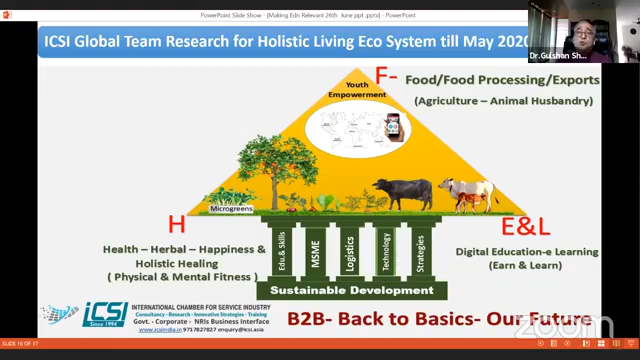 PowerPoint Slide Show - [Making Edn Relevant 26th June ppt .pptx] - PowerPoint
ICSI Global Team Research for Holistic Living Eco System till May 2020
Dr.Gulshan Sh...
F-
Food/Food Processing/Exports
(Agriculture – Animal Husbandry)
Youth
Empowerment
Microgreens
H
Health – Herbal – Happiness &
Holistic Healing
( Physical & Mental Fitness )
Edu.& Skills
MSME
Logistics
Technology
Strategies
Sustainable Development
E&L
Digital Education-e Learning
(Earn & Learn)
iCSi
Since 1994
INTERNATIONAL CHAMBER FOR SERVICE INDUSTRY
Consultancy - Research - Innovative Strategies - Training
Govt. - Corporate - NRIs Business Interface
www.icsiindia.in 9717827827 info@icsi.asia
B2B- Back to Basics- Our Future
zoom
SLIDE 16 OF 17